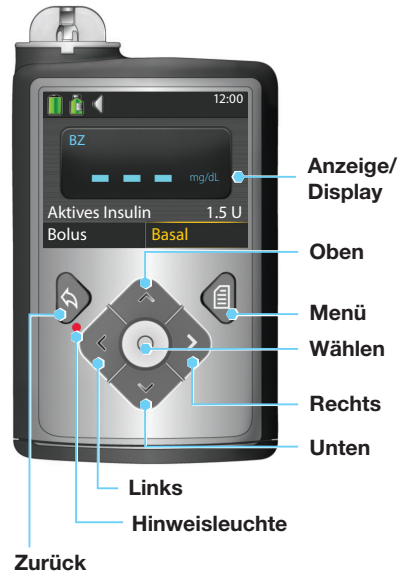 12:00
BZ
mg/dL
Aktives Insulin 1.5 U
Bolus Basal
Anzeige/
Display
Oben
Menü
Wählen
Rechts
Unten
Links
Hinweisleuchte
Zurück